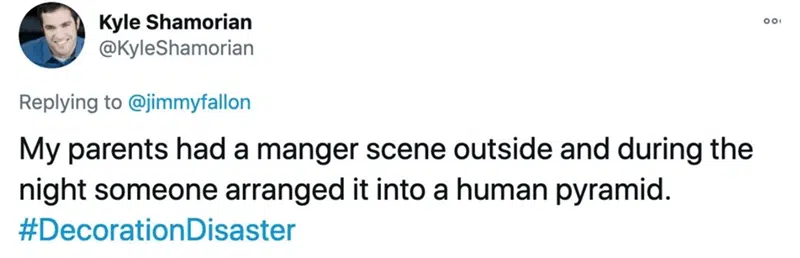 Kyle Shamorian
@KyleShamorian
Replying to @jimmyfallon
My parents had a manger scene outside and during the
night someone arranged it into a human pyramid.
#DecorationDisaster